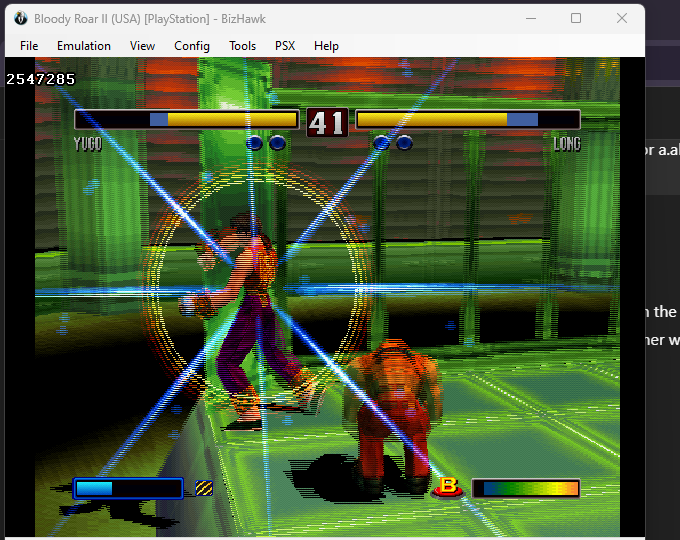 Bloody Roar II (USA) [PlayStation] - BizHawk
File Emulation View Config Tools PSX Help
2547285
41
YUGO LONG
or a.al
n the
ner w
B